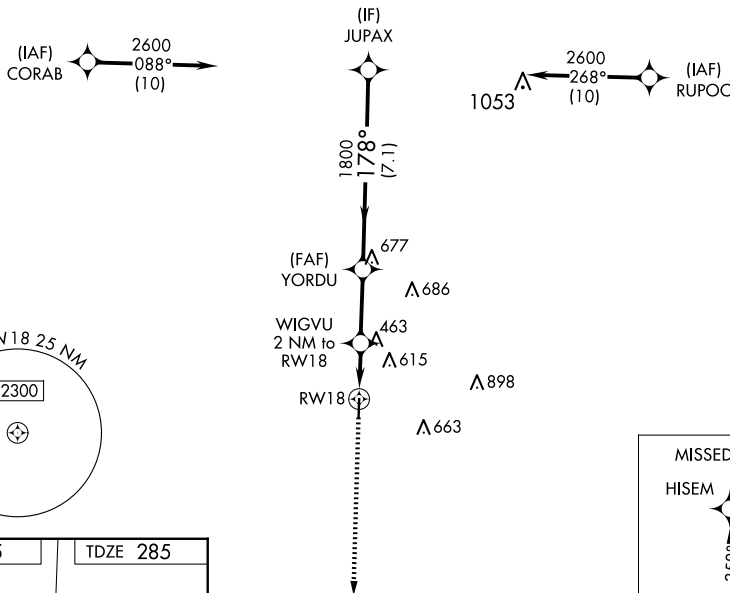 (IF)
JUPAX
(IAF)
CORAB
2600
088°
(10)
2600
268°
(10)
(IAF)
1053
1800
178°
(7.1)
677
(FAF)
YORDU
686
WIGVU
2 NM to
RW18
463
615
898
RW18
663
25 NM
2300
MISSED
HISEM
TDZE 285